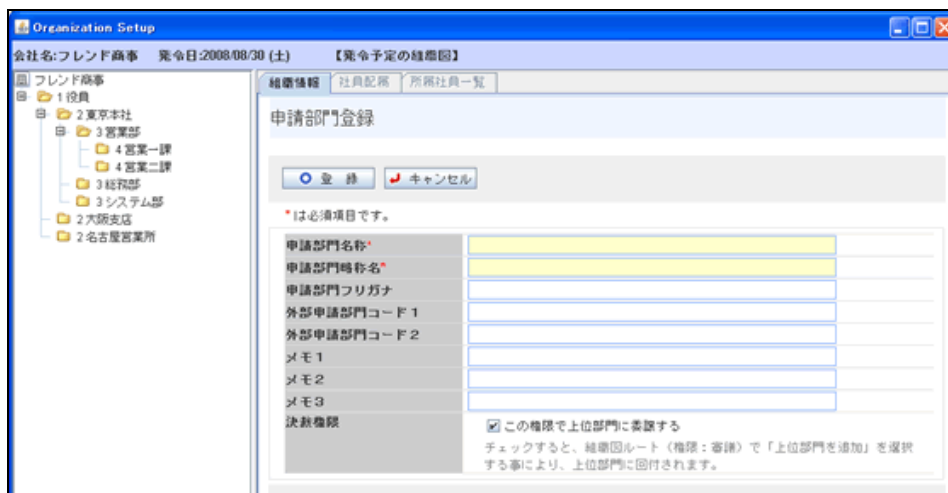 Organization Setup
会社名:フレンド商事 発令日:2008/08/30 (土) 【発令予定の組織図】
フレンド商事
1 役員
2 東京本社
3 営業部
4 営業一課
4 営業二課
3 総務部
3 システム部
2 大阪支店
2 名古屋営業所
組織情報 社員配属 所属社員一覧
申請部門登録
登 録 キャンセル
*は必須項目です。
申請部門名称*
申請部門略称名*
申請部門フリガナ
外部申請部門コード1
外部申請部門コード2
メモ1
メモ2
メモ3
決裁権限
この権限で上位部門に委譲する
チェックすると、組織図ルート（権限：審議）で「上位部門を追加」を選択
する事により、上位部門に回付されます。